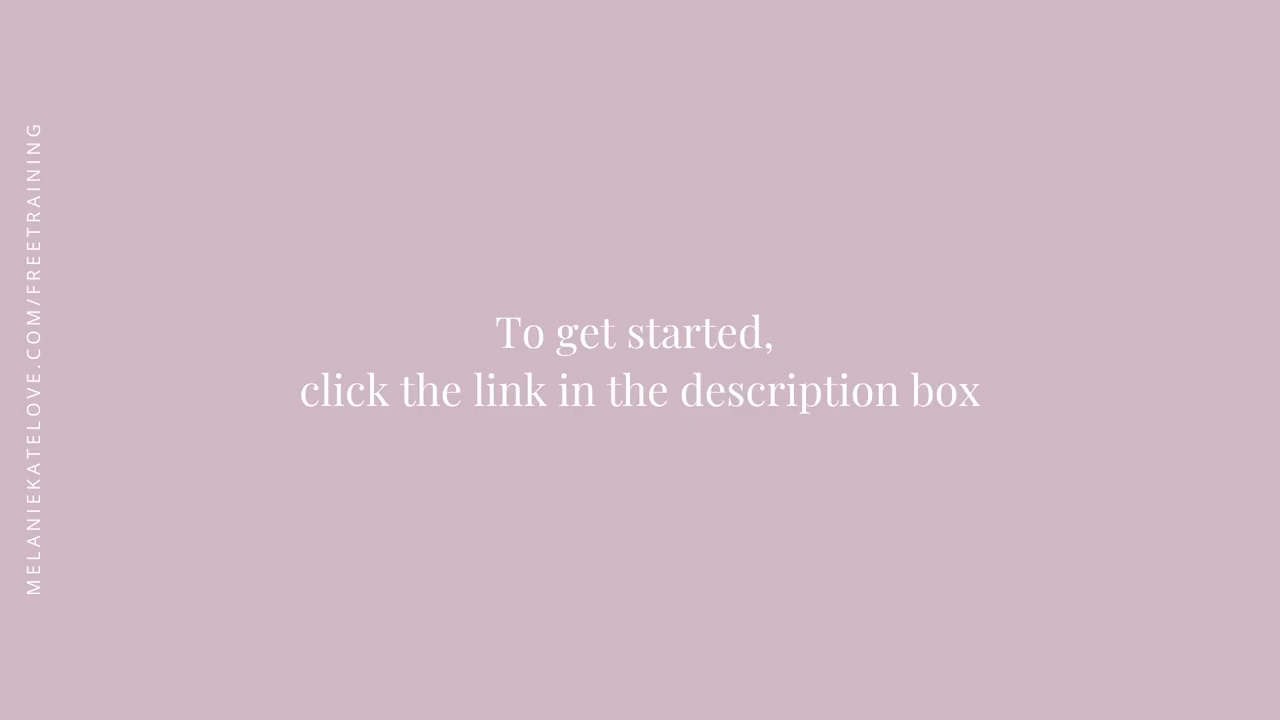 MELANIEKATELOVE.COM/FREETRAINING
To get started,
click the link in the description box